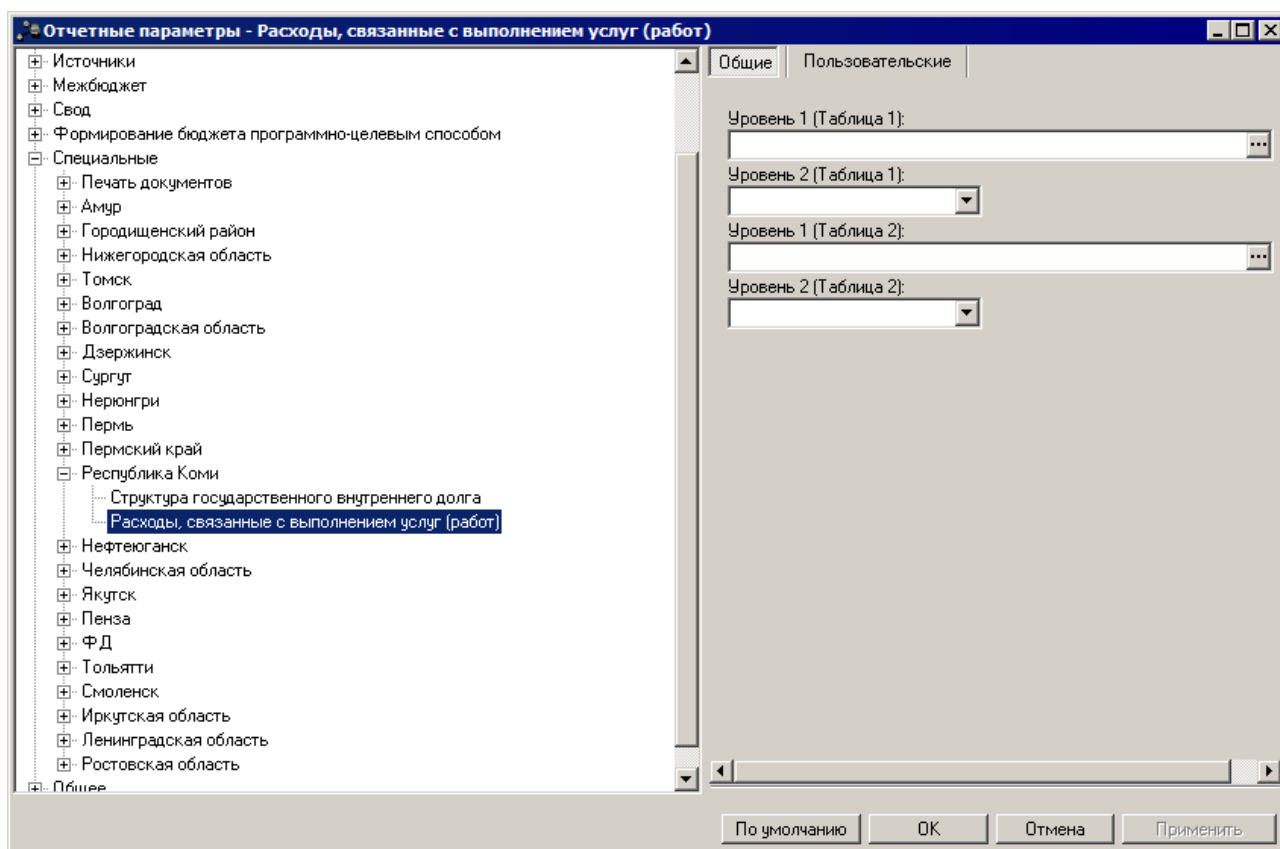 Отчетные параметры - Расходы, связанные с выполнением услуг (работ)
Источники
Межбюджет
Свод
Формирование бюджета программно-целевым способом
Специальные
Печать документов
Амур
Городищенский район
Нижегородская область
Томск
Волгоград
Волгоградская область
Дзержинск
Сургут
Нерюнгри
Пермь
Пермский край
Республика Коми
Структура государственного внутреннего долга
Расходы, связанные с выполнением услуг (работ)
Нефтеюганск
Челябинская область
Якутск
Пенза
ФД
Тольятти
Смоленск
Иркутская область
Ленинградская область
Ростовская область
Общее
Общие Пользовательские
Уровень 1 (Таблица 1):
Уровень 2 (Таблица 1):
Уровень 1 (Таблица 2):
Уровень 2 (Таблица 2):
По умолчанию OK Отмена Применить